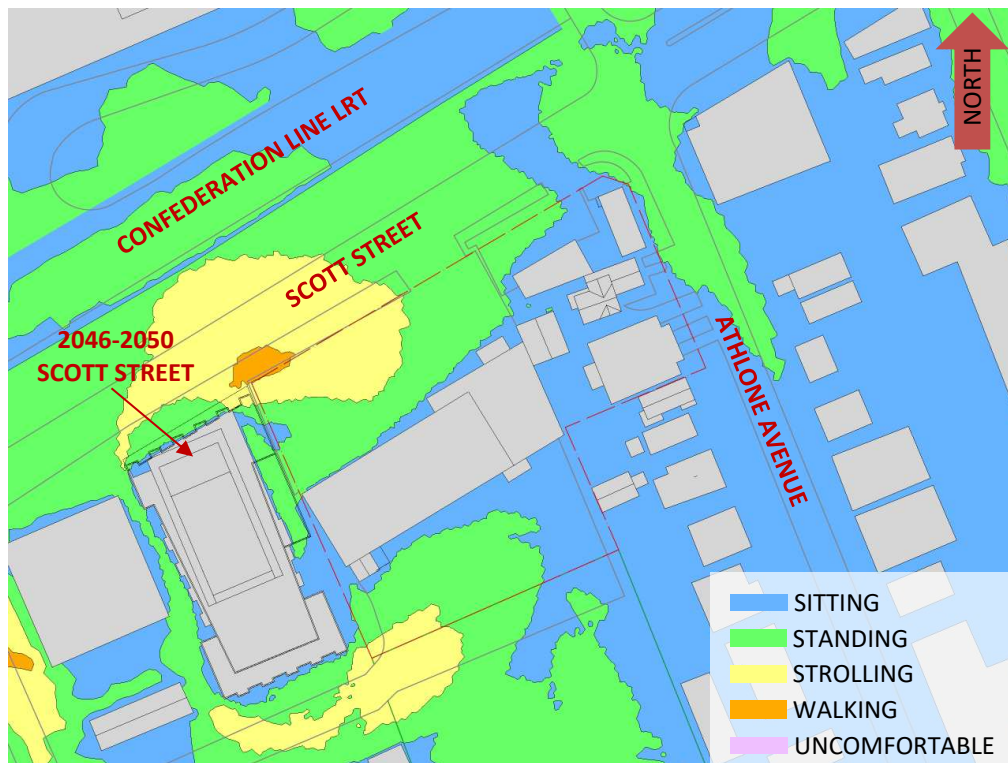 NORTH
CONFEDERATION LINE LRT
SCOTT STREET
2046-2050
SCOTT STREET
ATHLONE AVENUE
SITTING
STANDING
STROLLING
WALKING
UNCOMFORTABLE